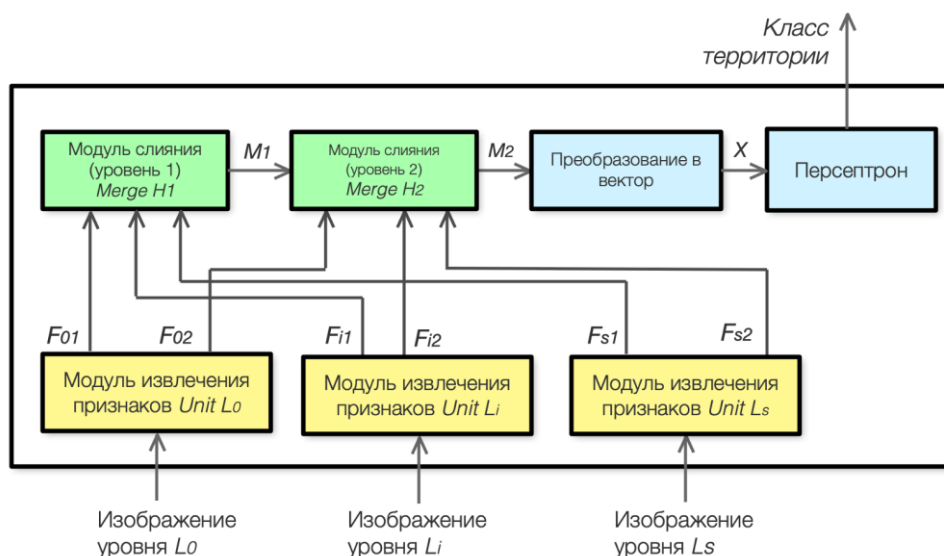 Класс
территории
Модуль слияния
(уровень 1)
Merge H1
M1
Модуль слияния
(уровень 2)
Merge H2
M2
Преобразование в
вектор
X
Персептрон
F01
F02
Fi1
Fi2
Fs1
Fs2
Модуль извлечения
признаков Unit L0
Модуль извлечения
признаков Unit Li
Модуль извлечения
признаков Unit Ls
Изображение
уровня L0
Изображение
уровня Li
Изображение
уровня Ls